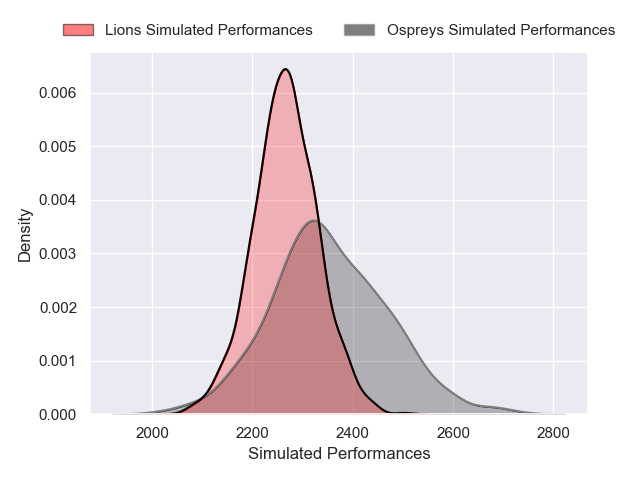 Lions Simulated Performances
Ospreys Simulated Performances
0.006
0.005
0.004
0.003
0.002
0.001
0.000
Density
2000 2200 2400 2600 2800
Simulated Performances